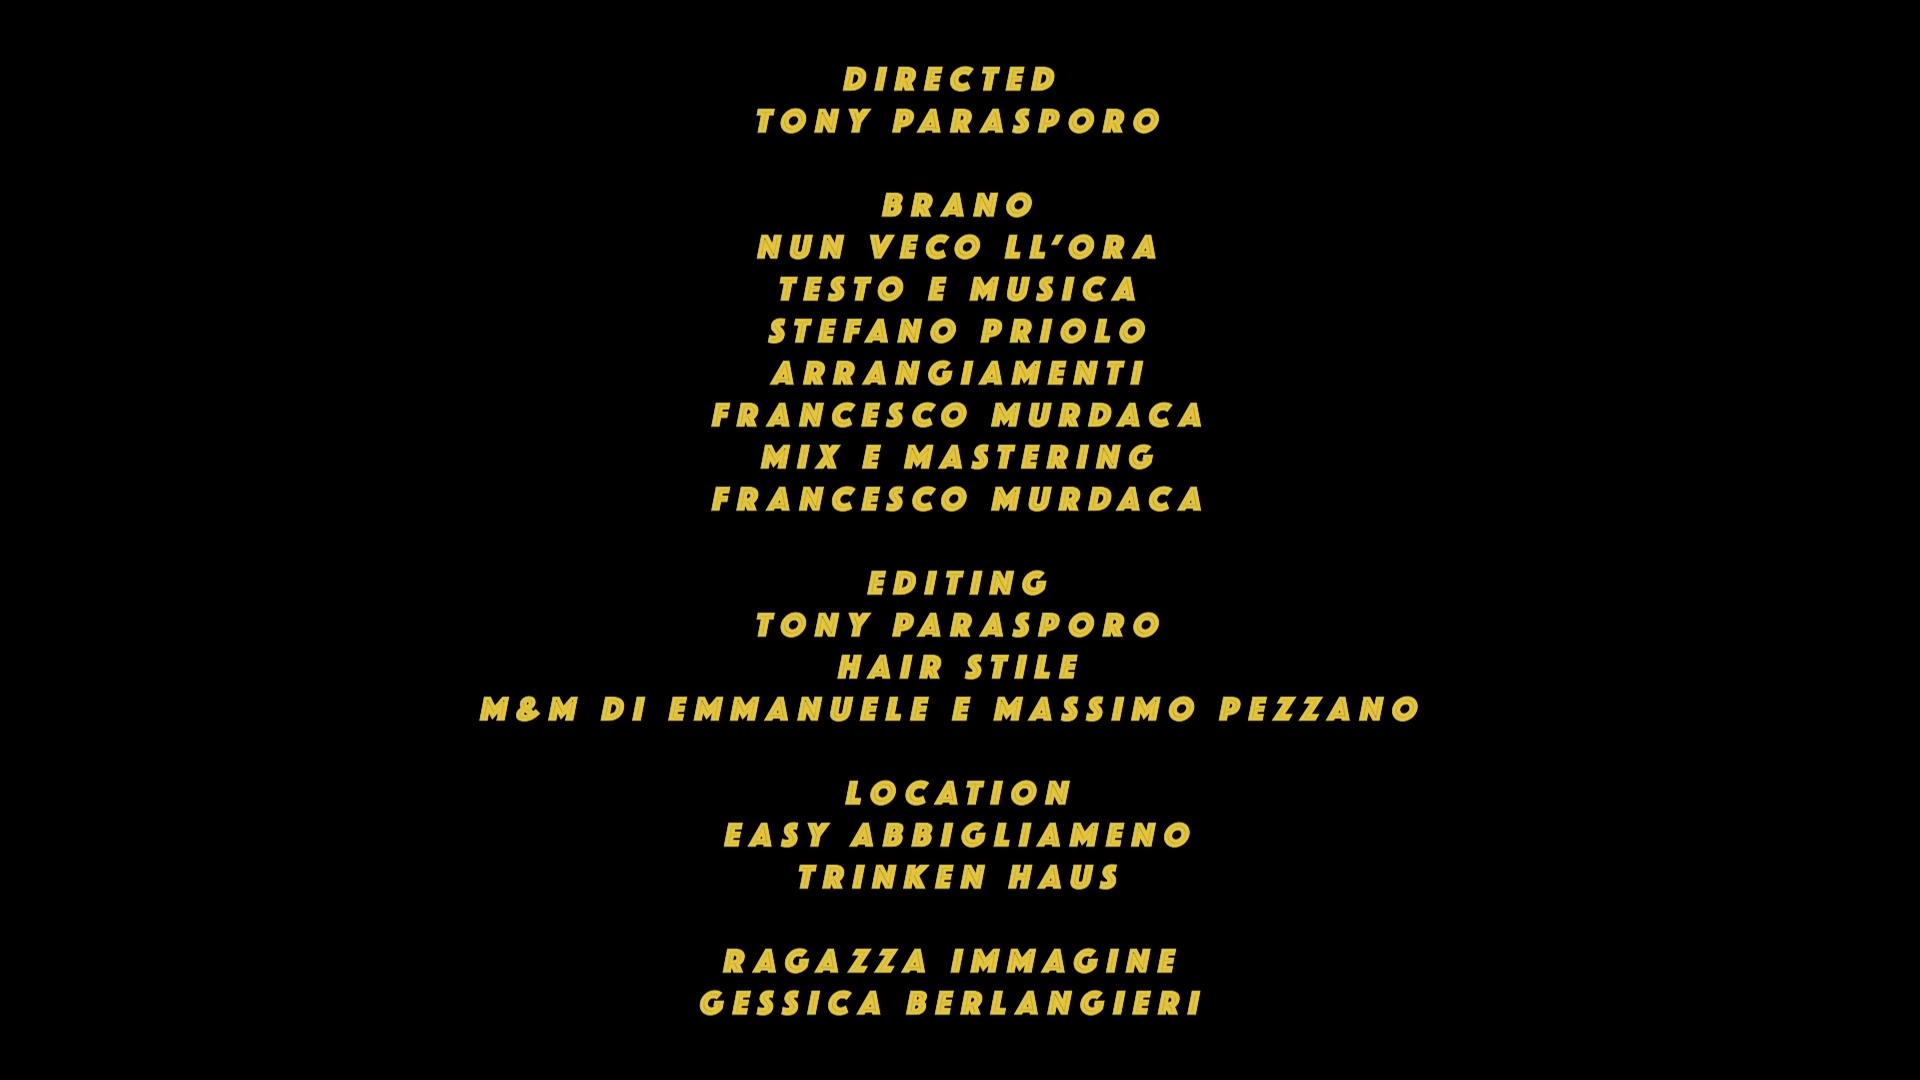 DIRECTED
TONY PARASPORO
BRANO
NUN VECO LL'ORA
TESTO E MUSICA
STEFANO PRIOLO
ARRANGIAMENTI
FRANCESCO MURDACA
MIX E MASTERING
FRANCESCO MURDACA
EDITING
TONY PARASPORO
HAIR STILE
M&M DI EMMANUELE E MASSIMO PEZZANO
LOCATION
EASY ABBIGLIAMENO
TRINKEN HAUS
RAGAZZA IMMAGINE
GESSICA BERLANGIERI